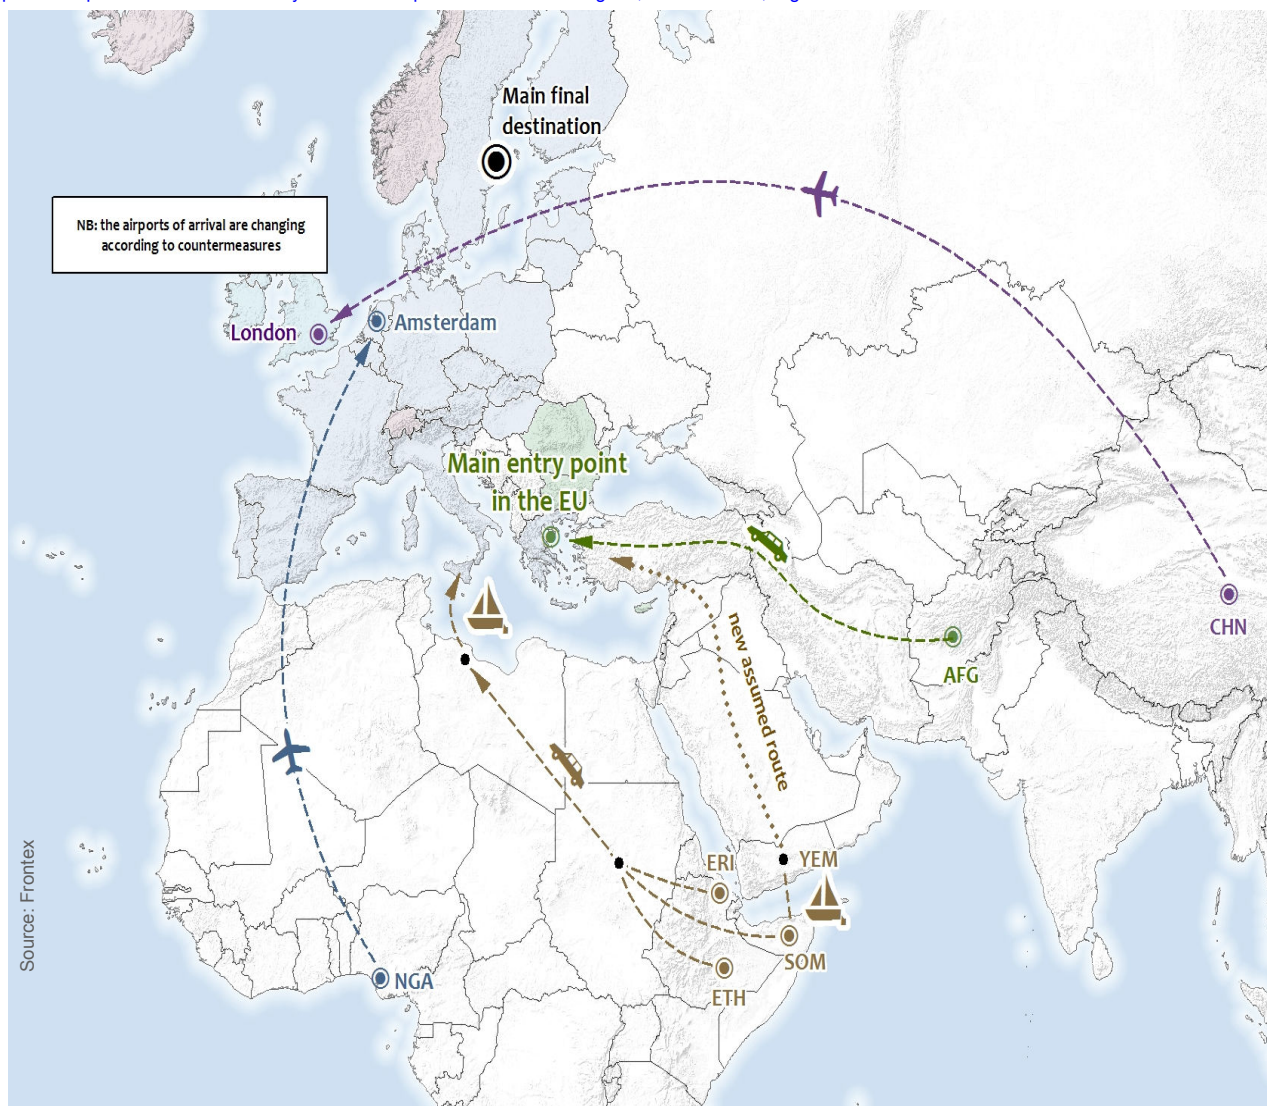 Main final
destination
NB: the airports of arrival are changing
according to countermeasures
London
Amsterdam
Main entry point
in the EU
CHN
AFG
new assumed route
ERI
YEM
SOM
ETH
NGA
Source: Frontex